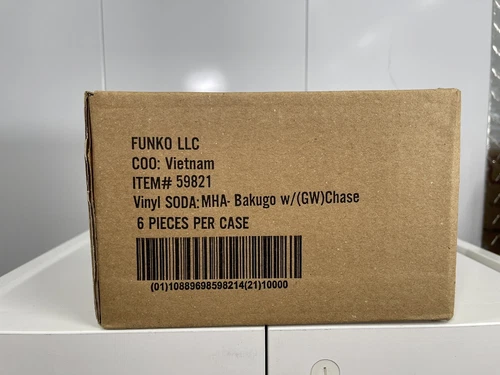 FUNKO LLC
COO: Vietnam
ITEM# 59821
Vinyl SODA: MHA- Bakugo w/(GW)Chase
6 PIECES PER CASE
(01)10889698598214(21)10000